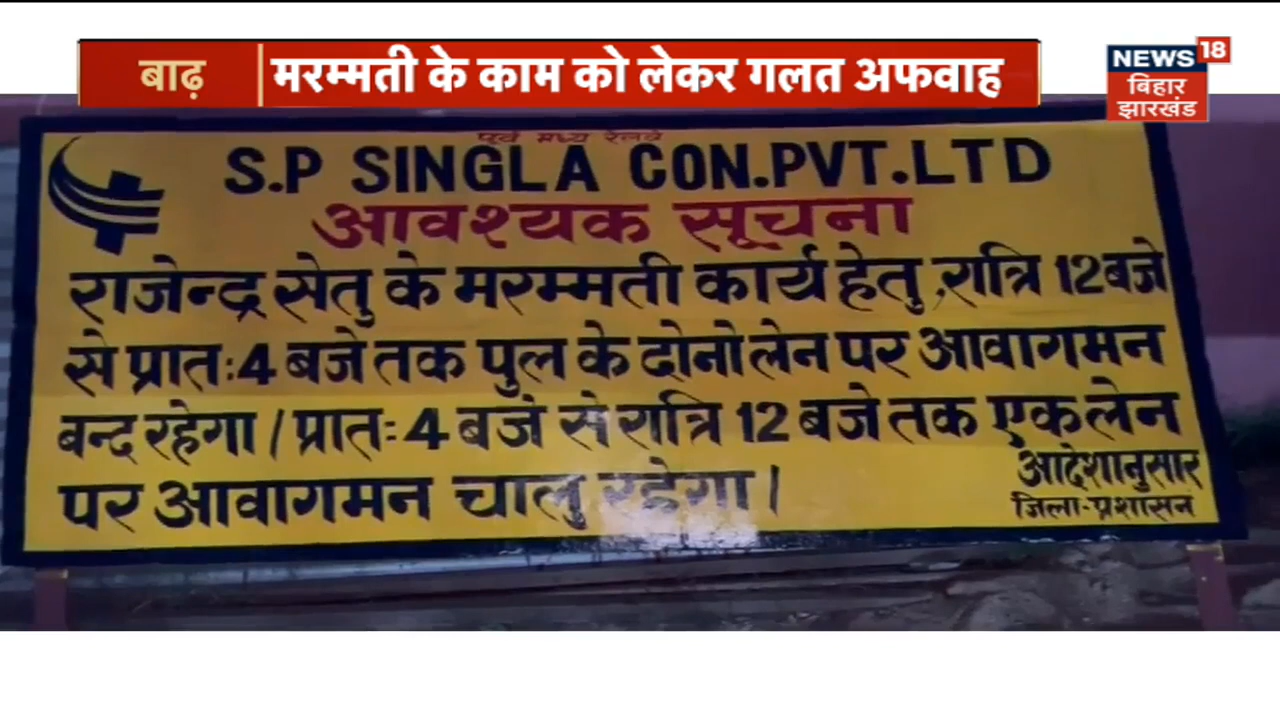 बाढ़ मरम्मती के काम को लेकर गलत अफवाह
NEWS 18
बिहार
झारखंड
पूर्व मध्य रेलवे
S.P SINGLA CON.PVT.LTD
आवश्यक सूचना
राजेन्द्र सेतु के मरम्मती कार्य हेतु ,रात्रि 12 बजे
से प्रातः 4 बजे तक पुल के दोनो लेन पर आवागमन
बन्द रहेगा / प्रातः 4 बजे से रात्रि 12 बजे तक एक लेन
पर आवागमन चालु रहेगा ।
आदेशानुसार
जिला-प्रशासन